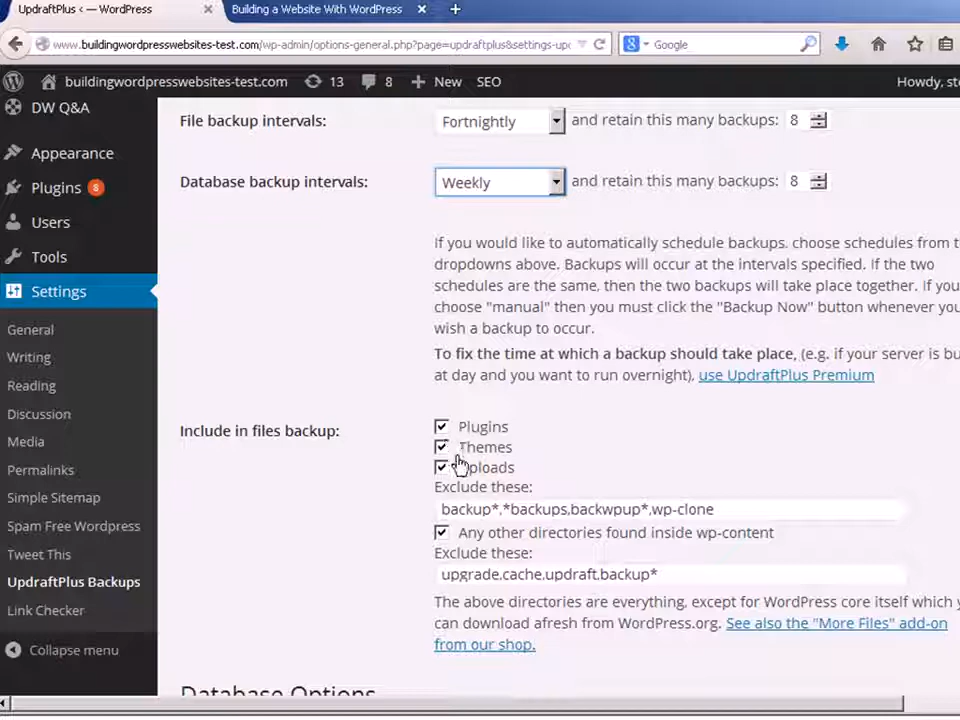 UpdraftPlus ‹ — WordPress
Building a Website With WordPress
www.buildingwordpresswebsites-test.com/wp-admin/options-general.php?page=updraftplus&settings-upd
Google
buildingwordpresswebsites-test.com 13 8 New SEO Howdy, ste
DW Q&A
Appearance
Plugins 8
Users
Tools
Settings
General
Writing
Reading
Discussion
Media
Permalinks
Simple Sitemap
Spam Free Wordpress
Tweet This
UpdraftPlus Backups
Link Checker
Collapse menu
File backup intervals: Fortnightly and retain this many backups: 8
Database backup intervals: Weekly and retain this many backups: 8
If you would like to automatically schedule backups, choose schedules from t
dropdowns above. Backups will occur at the intervals specified. If the two
schedules are the same, then the two backups will take place together. If you
choose "manual" then you must click the "Backup Now" button whenever you
wish a backup to occur.
To fix the time at which a backup should take place, (e.g. if your server is bu
at day and you want to run overnight), use UpdraftPlus Premium
Include in files backup:
Plugins
Themes
Uploads
Exclude these:
backup*,*backups,backwpup*,wp-clone
Any other directories found inside wp-content
Exclude these:
upgrade,cache,updraft,backup*
The above directories are everything, except for WordPress core itself which y
can download afresh from WordPress.org. See also the "More Files" add-on
from our shop.
Database Options